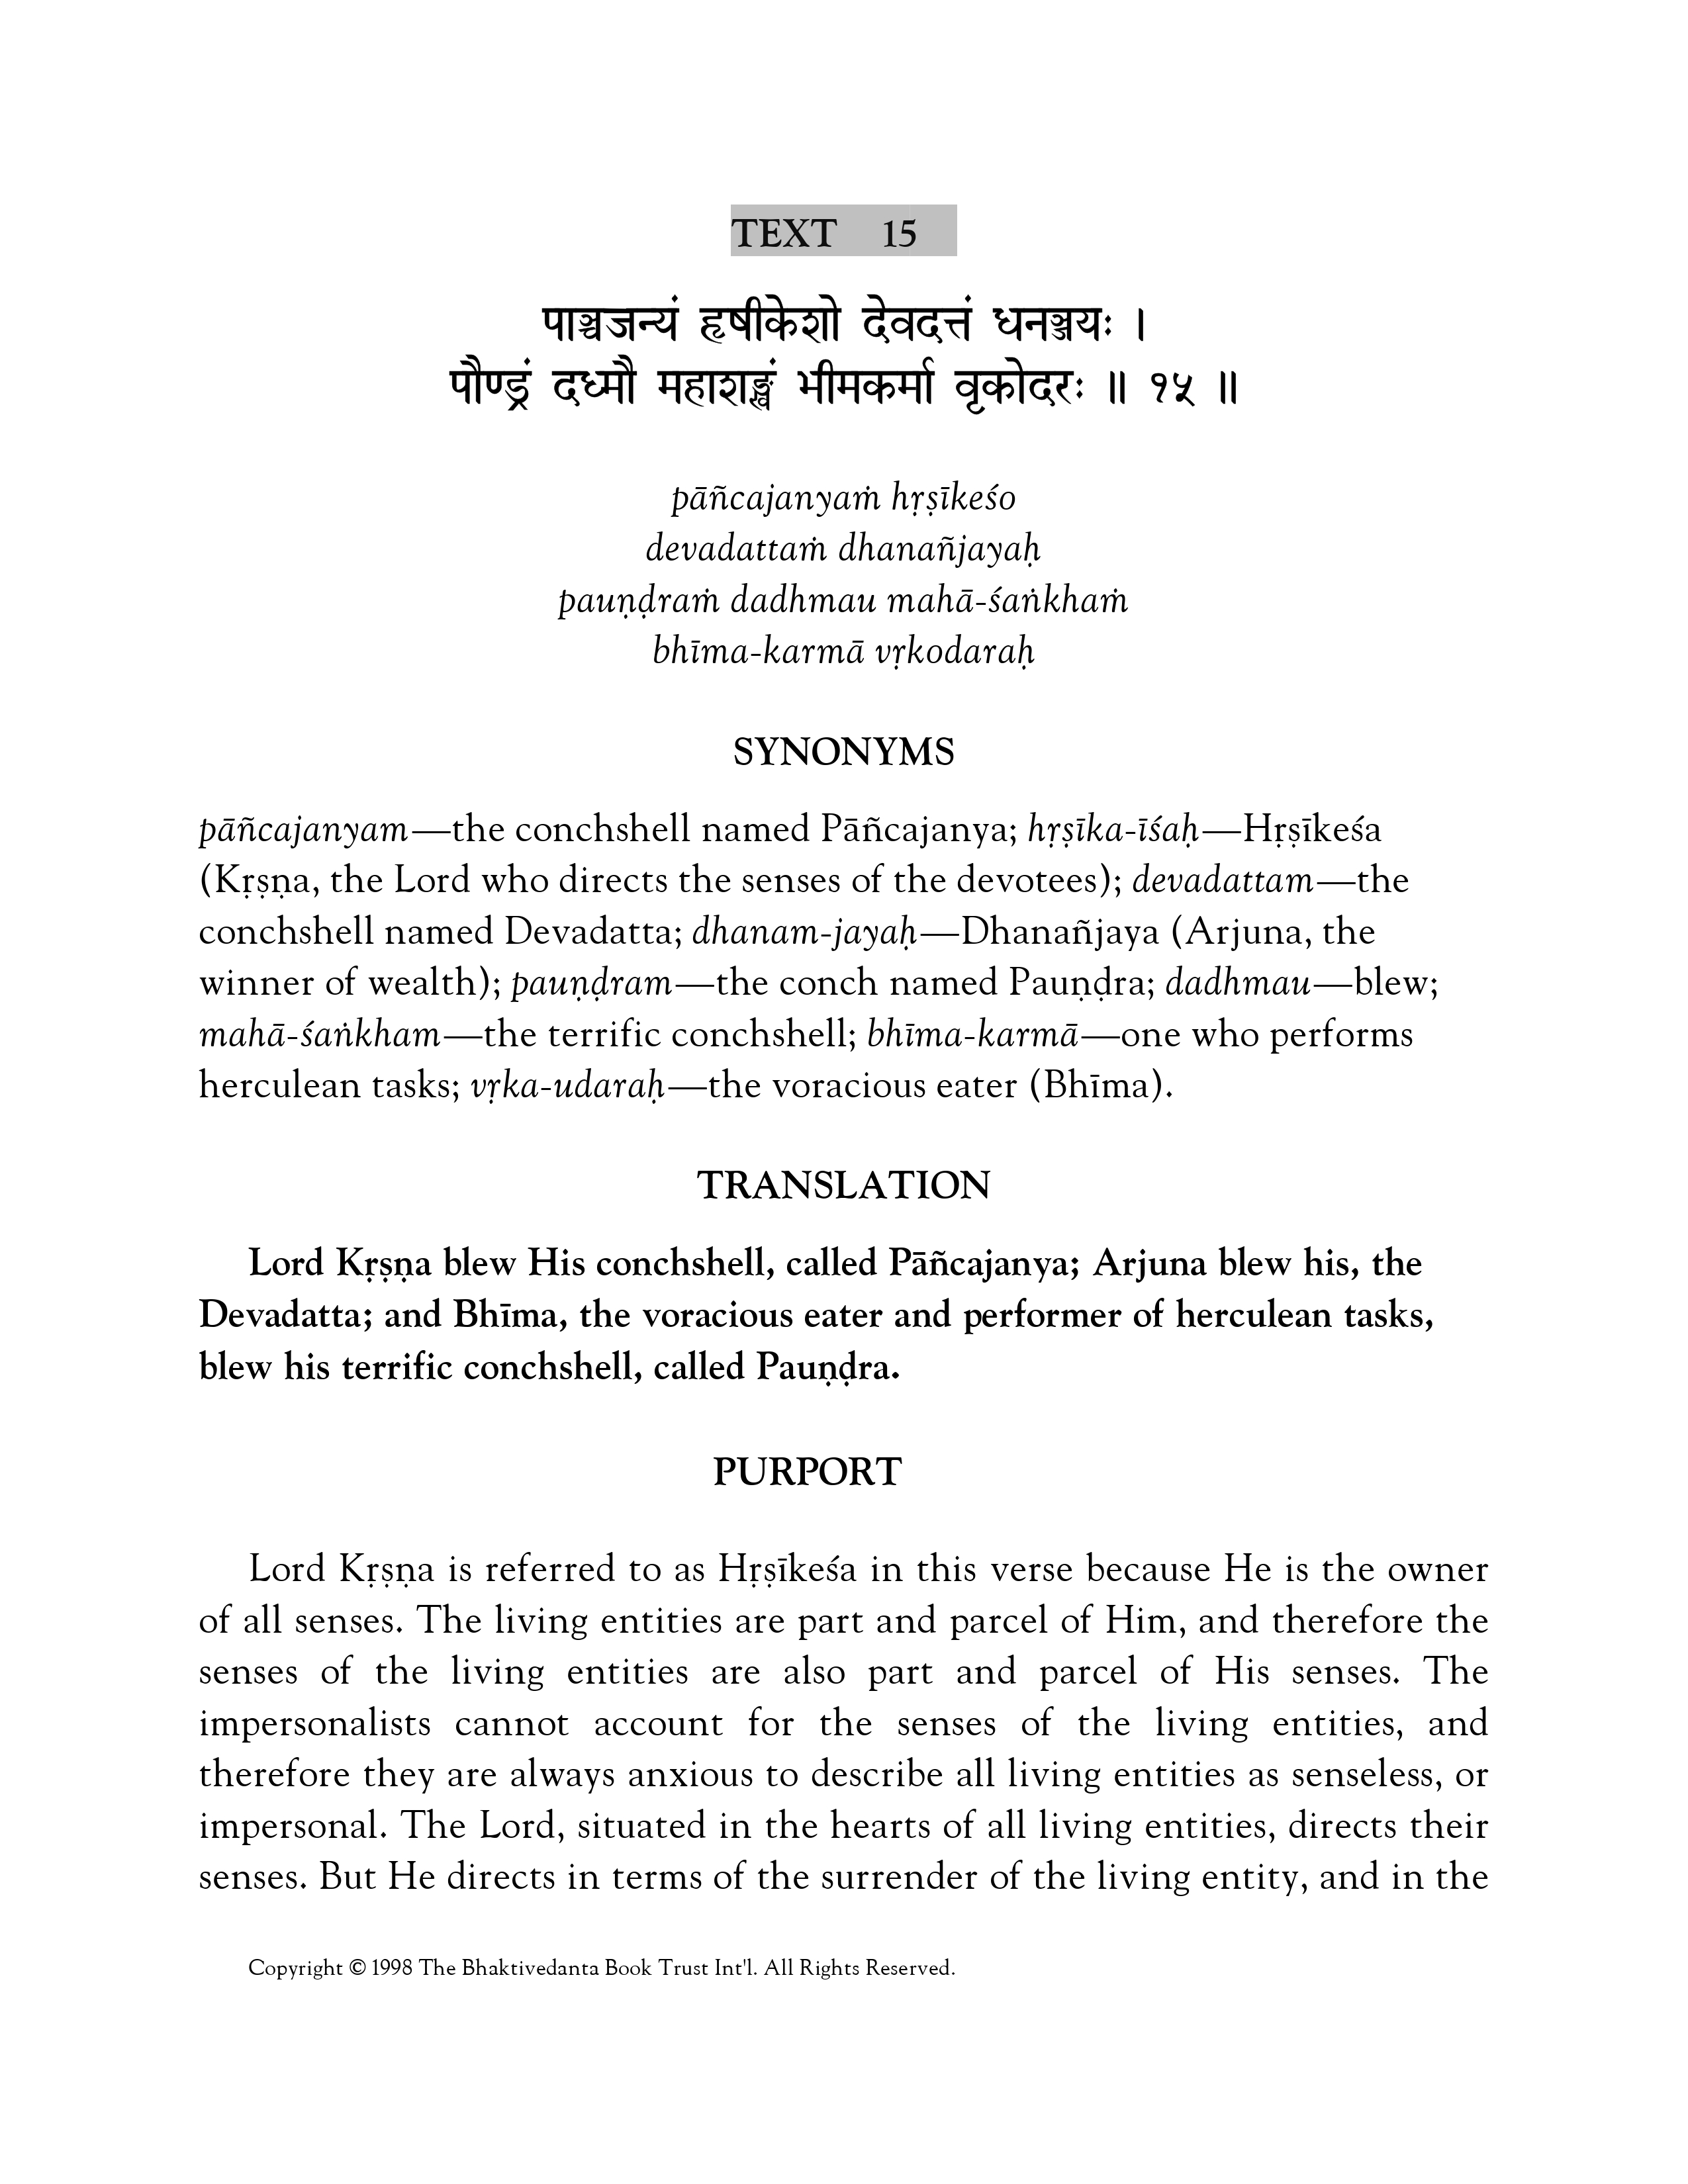 TEXT 15
पाञ्चजन्यं हृषीकेशो देवदत्तं धनञ्जयः ।
पौण्ड्रं दध्मौ महाशङ्खं भीमकर्मा वृकोदरः ॥ १५ ॥
pāñcajanyaṁ hṛṣīkeśo
devadattaṁ dhanañjayaḥ
pauṇḍraṁ dadhmau mahā-śaṅkhaṁ
bhīma-karmā vṛkodaraḥ
SYNONYMS
pāñcajanyam—the conchshell named Pāñcajanya; hṛṣīka-īśaḥ—Hṛṣīkeśa
(Kṛṣṇa, the Lord who directs the senses of the devotees); devadattam—the
conchshell named Devadatta; dhanam-jayaḥ—Dhanañjaya (Arjuna, the
winner of wealth); pauṇḍram—the conch named Pauṇḍra; dadhmau—blew;
mahā-śaṅkham—the terrific conchshell; bhīma-karmā—one who performs
herculean tasks; vṛka-udaraḥ—the voracious eater (Bhīma).
TRANSLATION
Lord Kṛṣṇa blew His conchshell, called Pāñcajanya; Arjuna blew his, the
Devadatta; and Bhīma, the voracious eater and performer of herculean tasks,
blew his terrific conchshell, called Pauṇḍra.
PURPORT
Lord Kṛṣṇa is referred to as Hṛṣīkeśa in this verse because He is the owner
of all senses. The living entities are part and parcel of Him, and therefore the
senses of the living entities are also part and parcel of His senses. The
impersonalists cannot account for the senses of the living entities, and
therefore they are always anxious to describe all living entities as senseless, or
impersonal. The Lord, situated in the hearts of all living entities, directs their
senses. But He directs in terms of the surrender of the living entity, and in the
Copyright © 1998 The Bhaktivedanta Book Trust Int'l. All Rights Reserved.